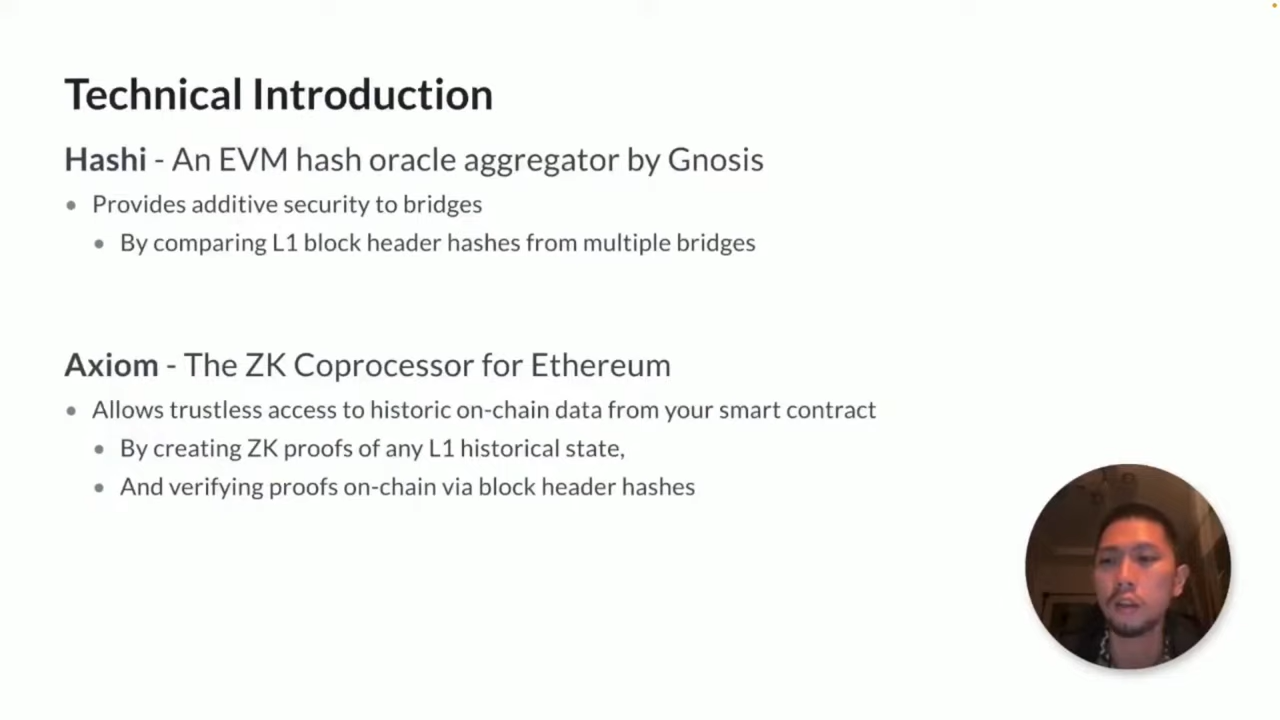 Technical Introduction
Hashi - An EVM hash oracle aggregator by Gnosis
Provides additive security to bridges
By comparing L1 block header hashes from multiple bridges
Axiom - The ZK Coprocessor for Ethereum
Allows trustless access to historic on-chain data from your smart contract
By creating ZK proofs of any L1 historical state,
And verifying proofs on-chain via block header hashes